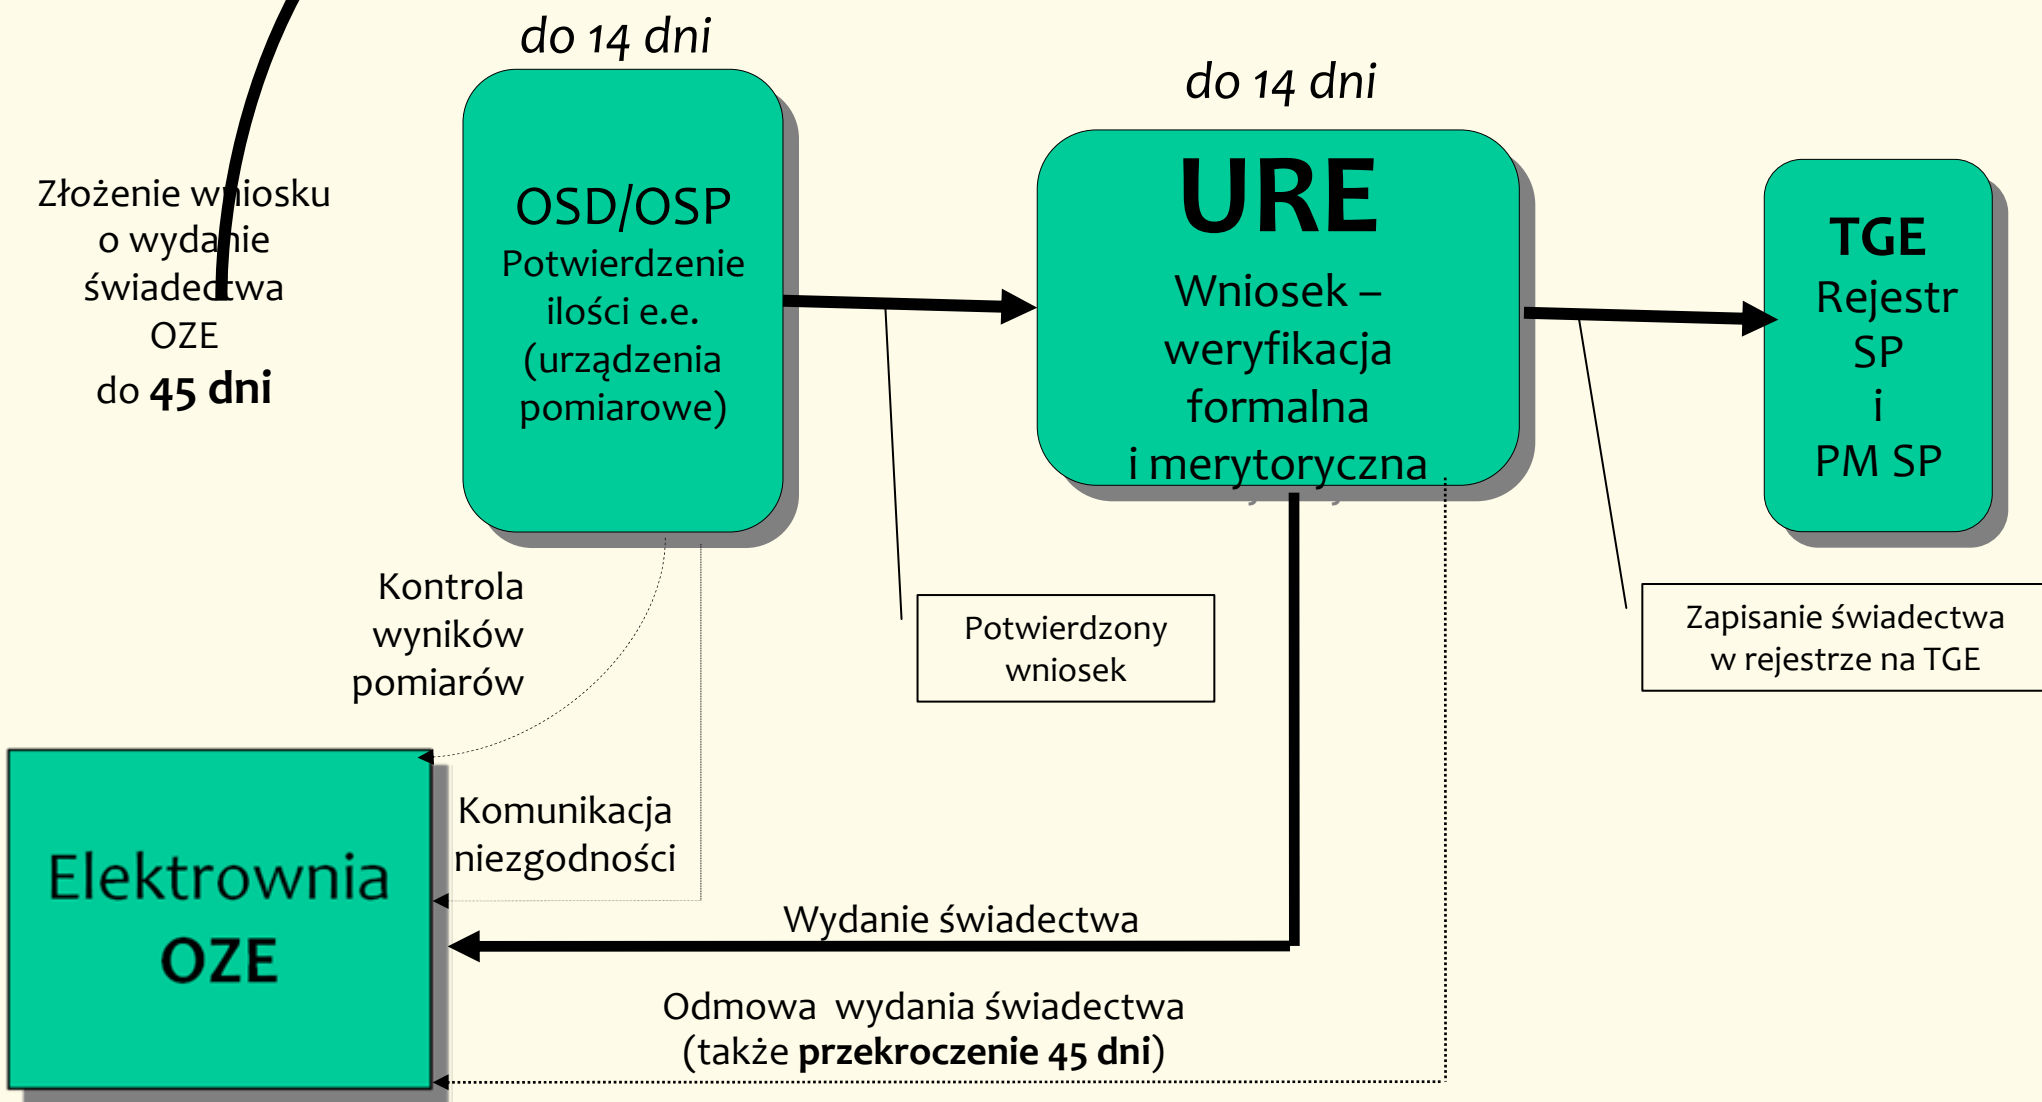 do 14 dni
do 14 dni
Złożenie wniosku
o wydanie
świadectwa
OZE
do 45 dni
OSD/OSP
Potwierdzenie
ilości e.e.
(urządzenia
pomiarowe)
URE
Wniosek –
weryfikacja
formalna
i merytoryczna
TGE
Rejestr
SP
i
PM SP
Kontrola
wyników
pomiarów
Potwierdzony
wniosek
Zapisanie świadectwa
w rejestrze na TGE
Komunikacja
niezgodności
Elektrownia
OZE
Wydanie świadectwa
Odmowa  wydania świadectwa
(także przekroczenie 45 dni)